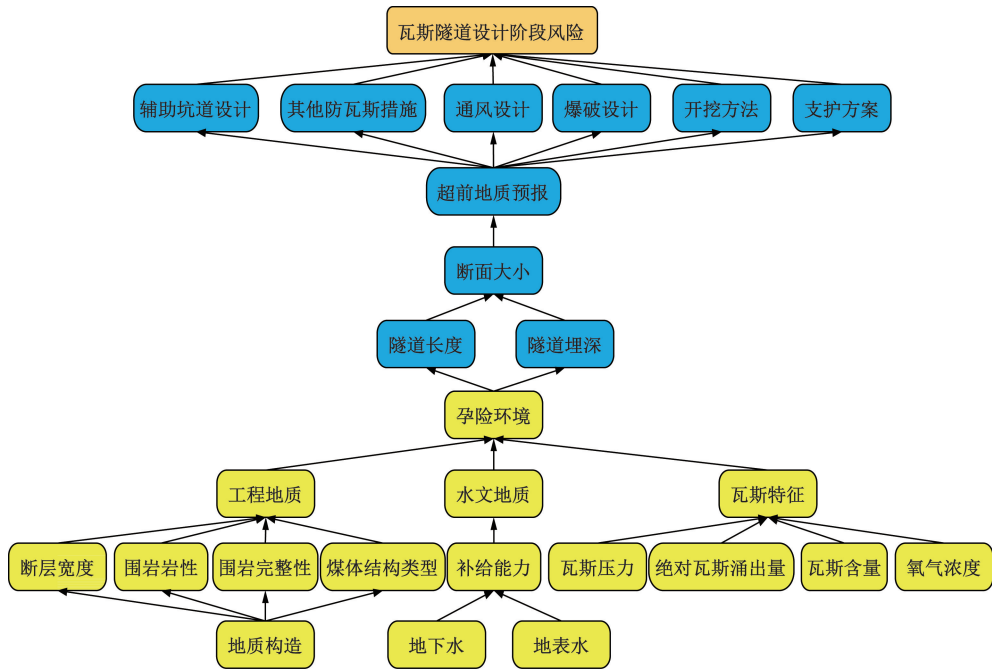 瓦斯隧道设计阶段风险
辅助坑道设计
其他防瓦斯措施
通风设计
爆破设计
开挖方法
支护方案
超前地质预报
断面大小
隧道长度
隧道埋深
孕险环境
工程地质
水文地质
瓦斯特征
断层宽度
围岩岩性
围岩完整性
煤体结构类型
补给能力
瓦斯压力
绝对瓦斯涌出量
瓦斯含量
氧气浓度
地质构造
地下水
地表水